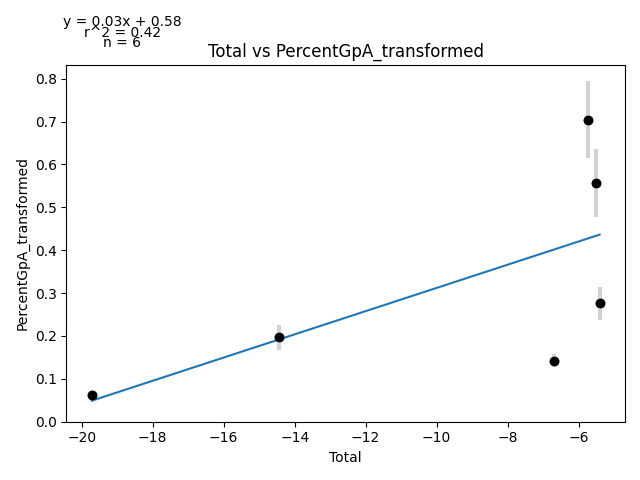 y = 0.03x + 0.58
r^2 = 0.42
n = 6
Total vs PercentGpA_transformed
PercentGpA_transformed
0.8
0.7
0.6
0.5
0.4
0.3
0.2
0.1
0.0
−20 −18 −16 −14 −12 −10 −8 −6
Total